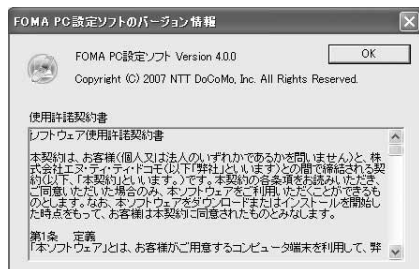 FOMA PC設定ソフトのバージョン情報
FOMA PC設定ソフト Version 4.0.0
OK
Copyright (C) 2007 NTT DoCoMo, Inc. All Rights Reserved.
使用許諾契約書
ソフトウェア使用許諾契約書
本契約は、お客様(個人又は法人のいずれかであるかを問いません)と、株
式会社エヌ・ティ・ティ・ドコモ(以下「弊社」といいます)との間で締結される契
約(以下、「本契約」といいます。)です。本契約の各条項をお読みいただき、
ご同意いただいた場合のみ、本ソフトウェアをご利用いただくことができるも
のとします。なお、本ソフトウェアをダウンロードまたはインストールを開始し
た時点をもって、お客様は本契約に同意されたものとみなします。
第1条 定義
「本ソフトウェア」とは、お客様がご用意するコンピュータ端末を利用して、弊